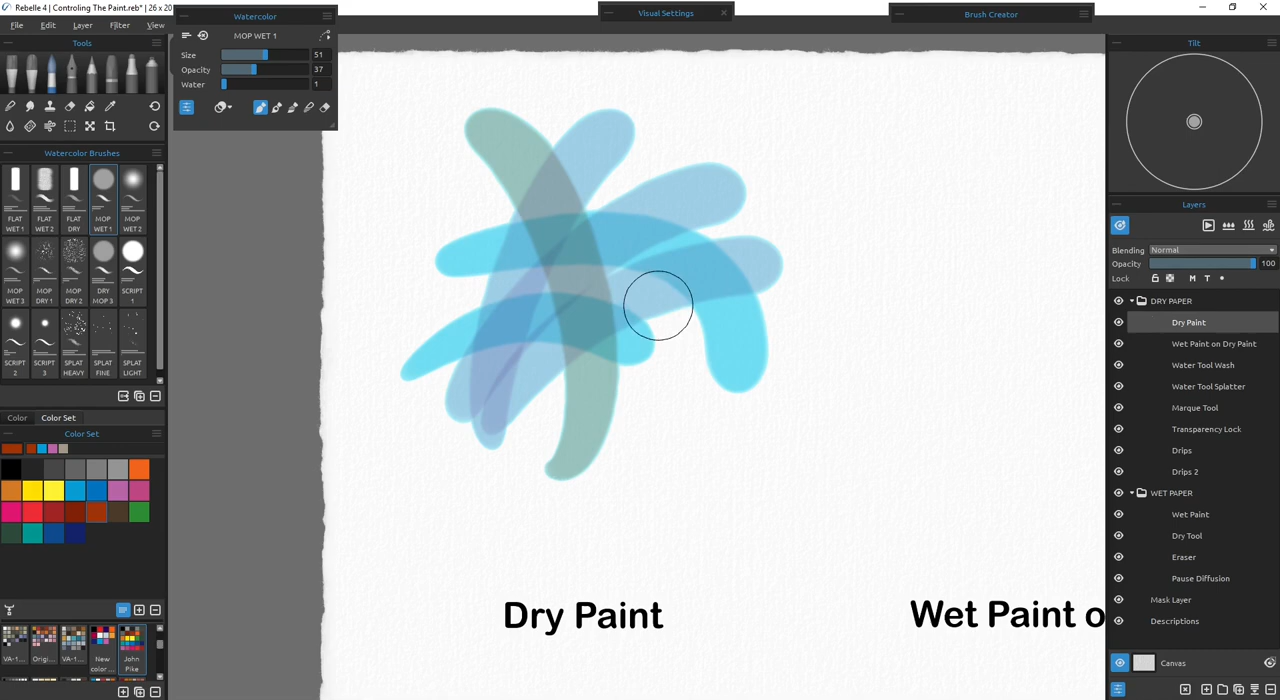 Rebelle 4 | Controling The Paint.reb* | 26 x 20
File Edit Layer Filter View
Tools
Watercolor Brushes
FLAT WET 1
FLAT WET 2
FLAT DRY
MOP WET 1
MOP WET 2
MOP WET 3
MOP DRY 1
MOP DRY 2
DRY MOP 3
SCRIPT 1
SCRIPT 2
SCRIPT 3
SPLAT HEAVY
SPLAT FINE
SPLAT LIGHT
Color Color Set
Color Set
VA-1...
Origi...
VA-1...
New color...
John Pike
Watercolor
MOP WET 1
Size 51
Opacity 37
Water 1
Visual Settings
Brush Creator
Dry Paint
Wet Paint o
Tilt
Layers
Blending Normal
Opacity 100
Lock M T
DRY PAPER
Dry Paint
Wet Paint on Dry Paint
Water Tool Wash
Water Tool Splatter
Marque Tool
Transparency Lock
Drips
Drips 2
WET PAPER
Wet Paint
Dry Tool
Eraser
Pause Diffusion
Mask Layer
Descriptions
Canvas